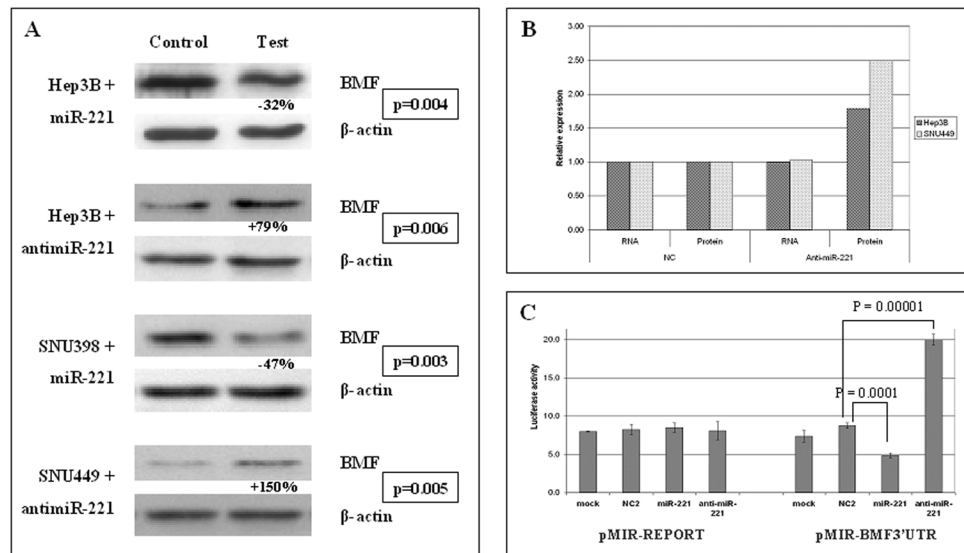 A
Control Test
Hep3B +
miR-221
BMF
-32%
p=0.004
β- actin
Hep3B +
antimiR-221
BMF
+79%
p=0.006
β- actin
SNU398 +
miR-221
BMF
-47%
p=0.003
β- actin
SNU449 +
antimiR-221
BMF
+150%
p=0.005
β- actin
B
Relative expression
3.00
2.50
2.00
1.50
1.00
0.50
0.00
RNA Protein RNA Protein
NC Anti-miR-221
Hep3B
SNU449
C
P = 0.00001
P = 0.0001
Luciferase activity
20.0
15.0
10.0
5.0
0.0
mock NC2 miR-221 anti-miR-221 mock NC2 miR-221 anti-miR-221
pMIR-REPORT pMIR-BMF3'UTR